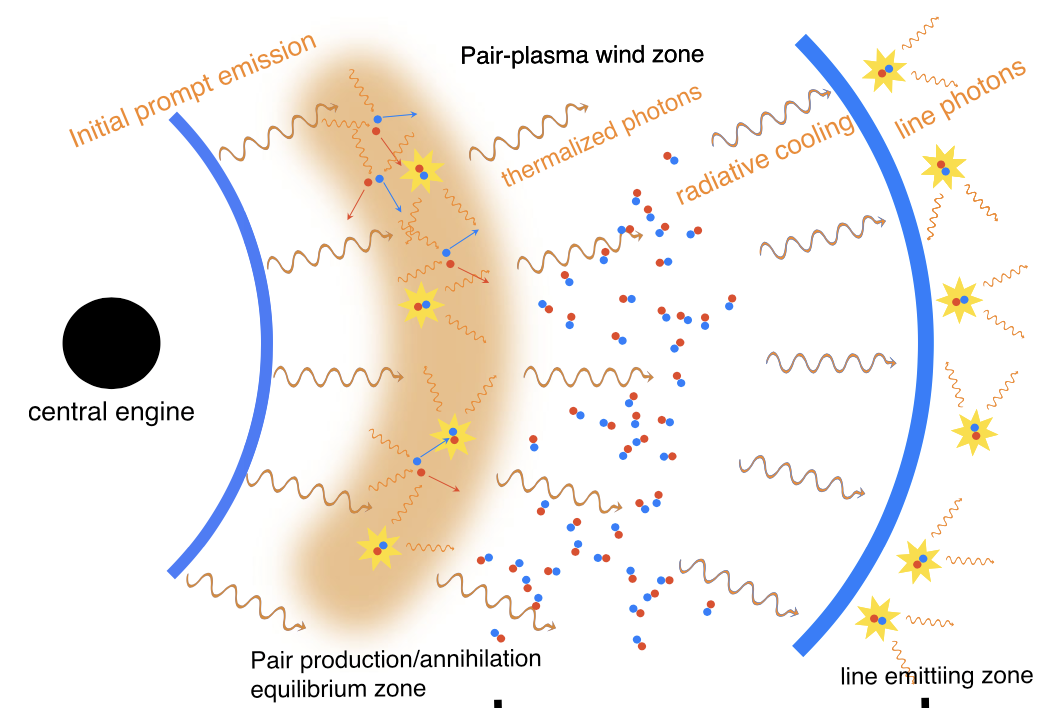 Initial prompt emission
Pair-plasma wind zone
thermalized photons
radiative cooling
line photons
central engine
Pair production/annihilation
equilibrium zone
line emittiing zone